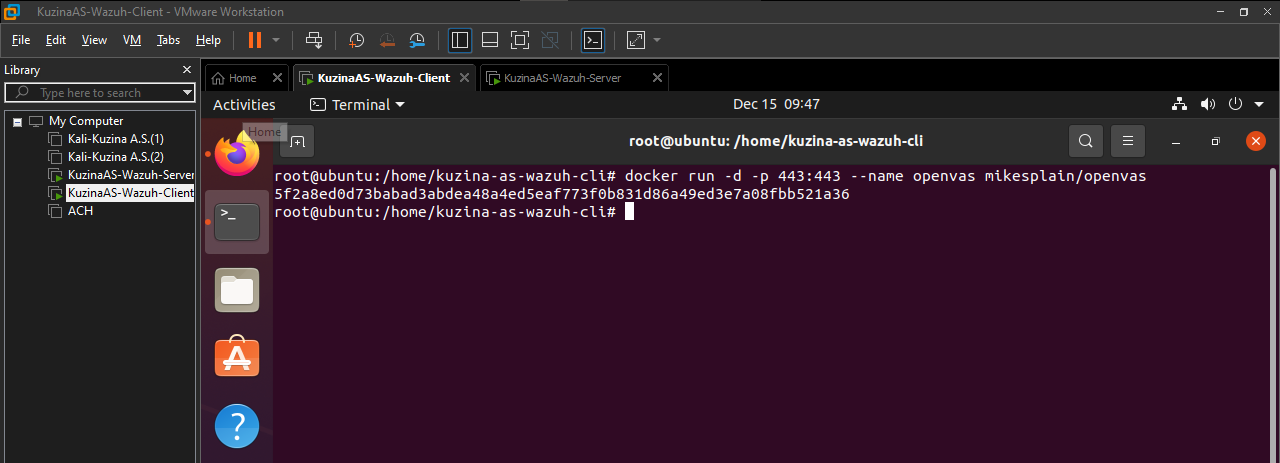 KuzinaAS-Wazuh-Client - VMware Workstation
File Edit View VM Tabs Help
Library
Type here to search
My Computer
Kali-Kuzina A.S.(1)
Kali-Kuzina A.S.(2)
KuzinaAS-Wazuh-Server
KuzinaAS-Wazuh-Client
ACH
Home KuzinaAS-Wazuh-Client KuzinaAS-Wazuh-Server
Activities Terminal Dec 15 09:47
Home
root@ubuntu: /home/kuzina-as-wazuh-cli
root@ubuntu:/home/kuzina-as-wazuh-cli# docker run -d -p 443:443 --name openvas mikesplain/openvas
5f2a8ed0d73babad3abdea48a4ed5eaf773f0b831d86a49ed3e7a08fbb521a36
root@ubuntu:/home/kuzina-as-wazuh-cli#